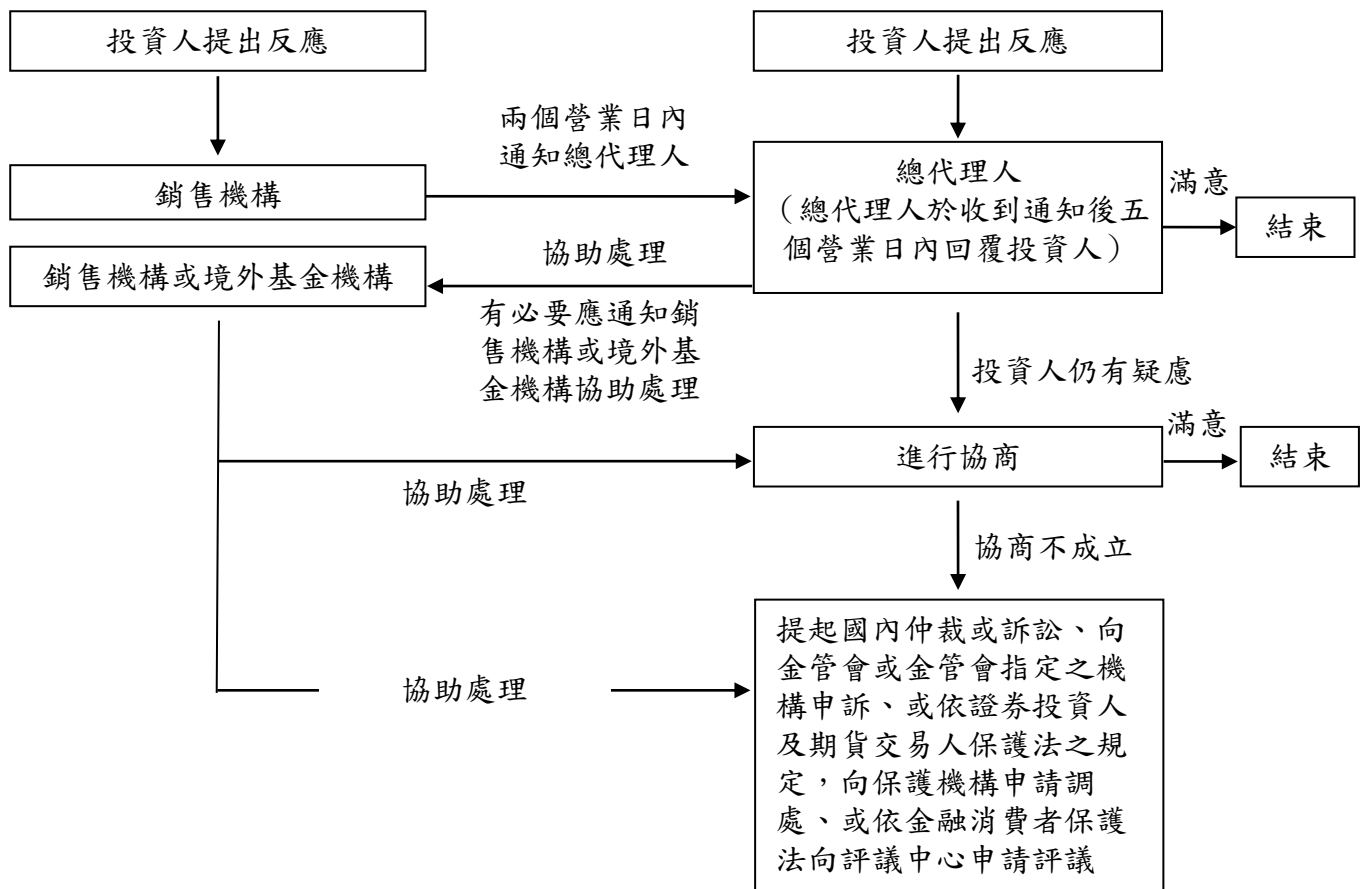 投資人提出反應
投資人提出反應
兩個營業日內
通知總代理人
銷售機構
總代理人
（總代理人於收到通知後五
個營業日內回覆投資人）
滿意
結束
協助處理
銷售機構或境外基金機構
有必要應通知銷
售機構或境外基
金機構協助處理
投資人仍有疑慮
進行協商
滿意
結束
協助處理
協商不成立
提起國內仲裁或訴訟、向
金管會或金管會指定之機
構申訴、或依證券投資人
及期貨交易人保護法之規
定，向保護機構申請調
處、或依金融消費者保護
法向評議中心申請評議
協助處理